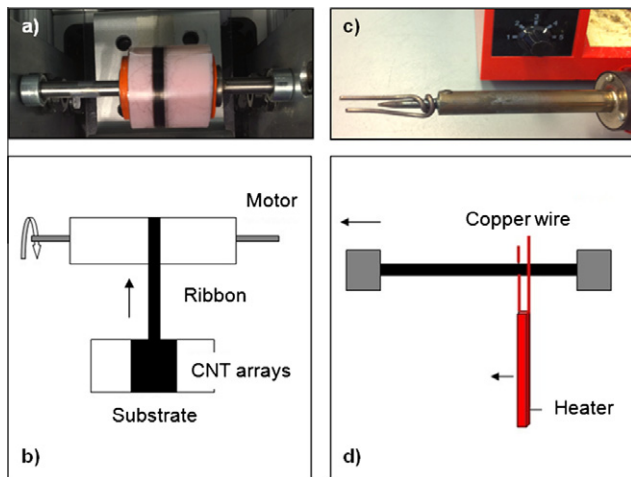 a)
c)
Motor
Ribbon
CNT arrays
Substrate
b)
Copper wire
Heater
d)